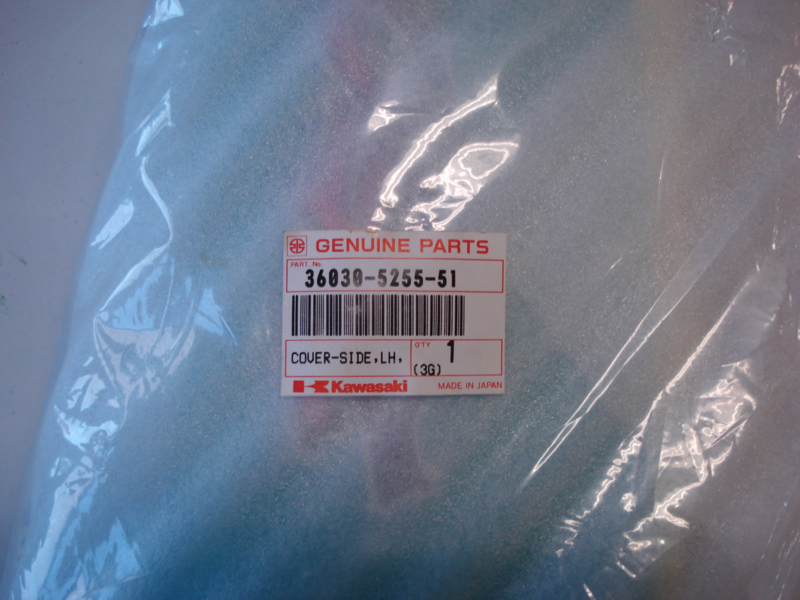 GENUINE PARTS
PART. No.
36030-5255-51
COVER-SIDE,LH,
Q'TY 1
(3G)
Kawasaki
MADE IN JAPAN